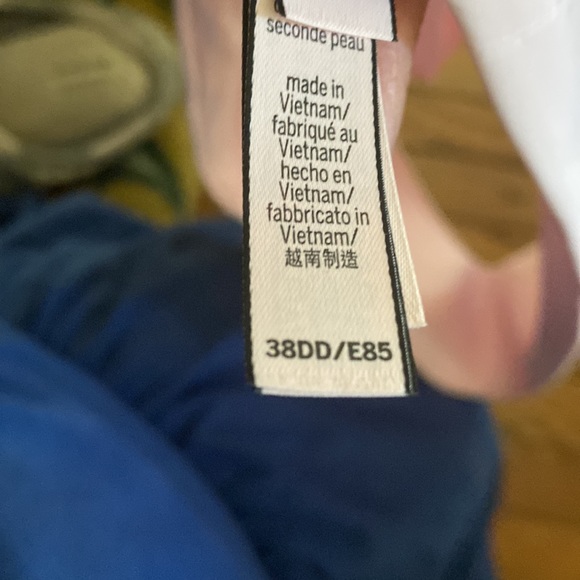 seconde peau
made in
Vietnam/
fabriqué au
Vietnam/
hecho en
Vietnam/
fabbricato in
Vietnam/
越南制造
38DD/E85